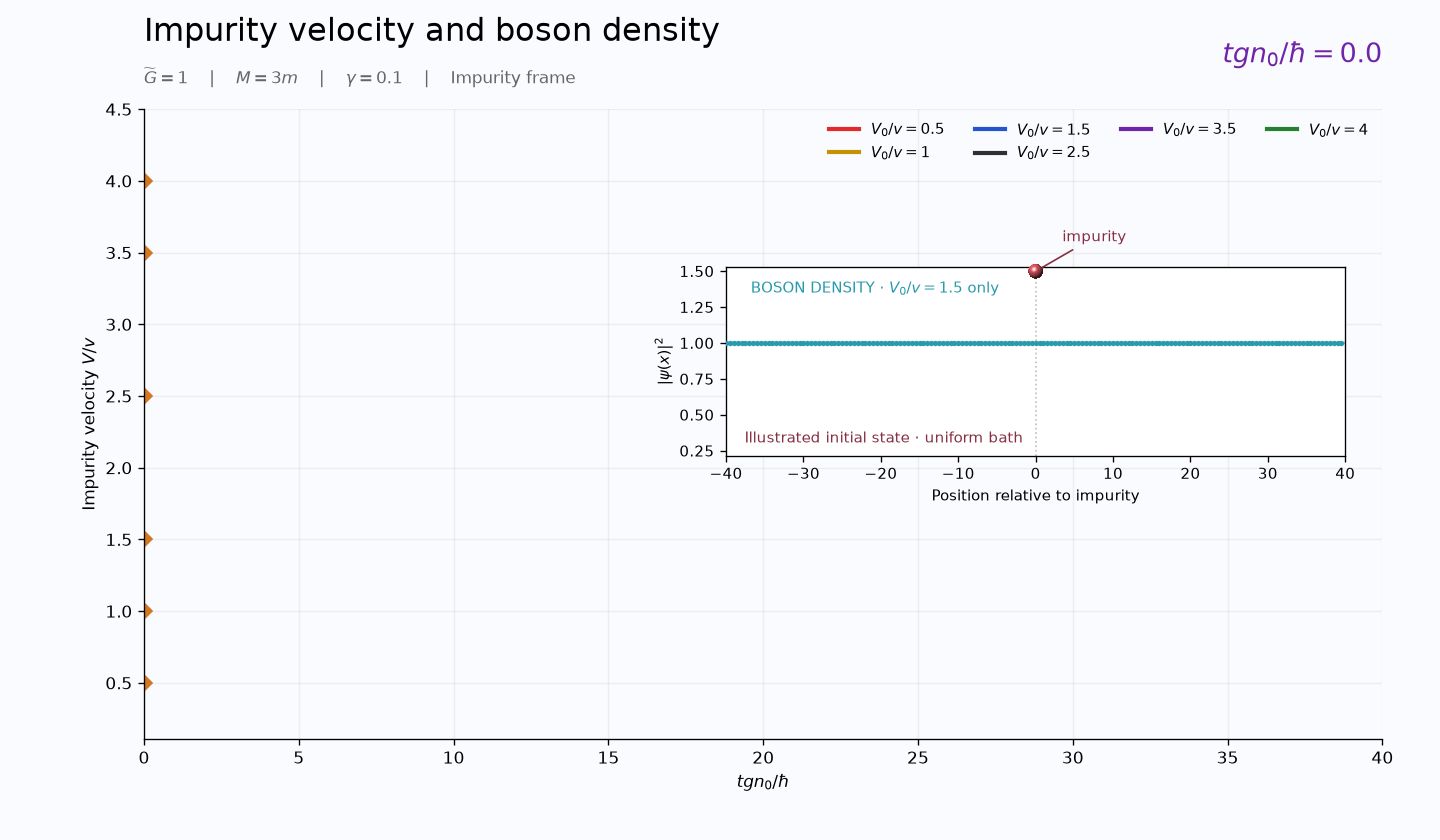 Impurity velocity and boson density
tgn₀/ħ = 0.0
G̃ = 1 | M = 3m | γ = 0.1 | Impurity frame
V₀/v = 0.5
V₀/v = 1.5
V₀/v = 3.5
V₀/v = 4
V₀/v = 1
V₀/v = 2.5
4.5
4.0
3.5
3.0
2.5
2.0
1.5
1.0
0.5
Impurity velocity V/v
impurity
BOSON DENSITY · V₀/v = 1.5 only
1.50
1.25
1.00
0.75
0.50
0.25
|ψ(x)|²
Illustrated initial state · uniform bath
−40 −30 −20 −10 0 10 20 30 40
Position relative to impurity
0 5 10 15 20 25 30 35 40
tgn₀/ħ